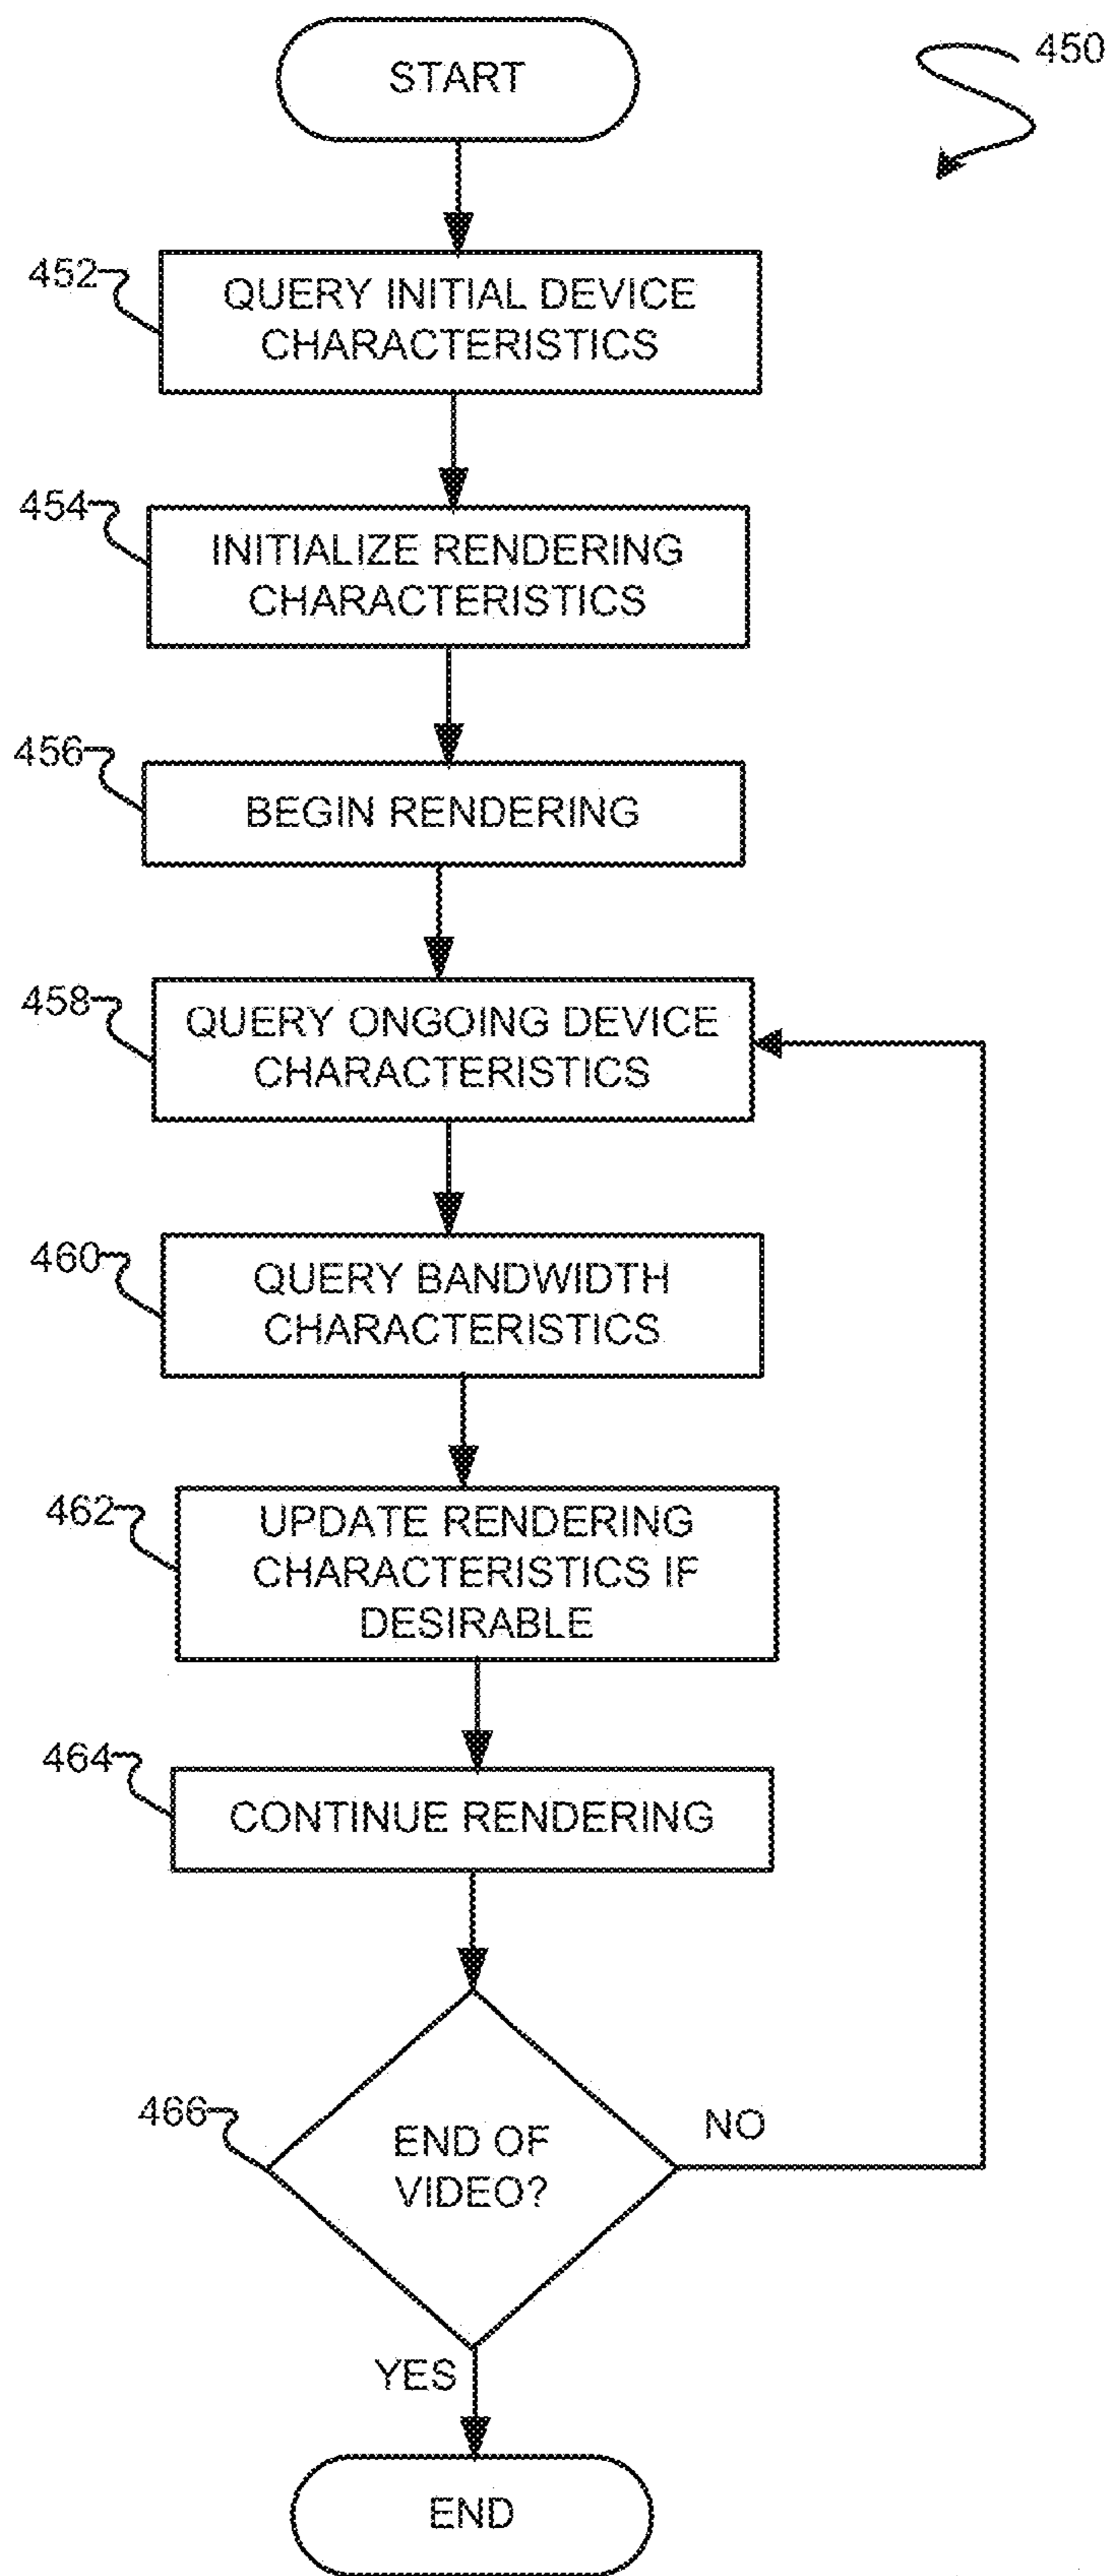 START
450
452
QUERY INITIAL DEVICE
CHARACTERISTICS
454
INITIALIZE RENDERING
CHARACTERISTICS
456
BEGIN RENDERING
458
QUERY ONGOING DEVICE
CHARACTERISTICS
460
QUERY BANDWIDTH
CHARACTERISTICS
462
UPDATE RENDERING
CHARACTERISTICS IF
DESIRABLE
464
CONTINUE RENDERING
466
END OF
VIDEO?
NO
YES
END